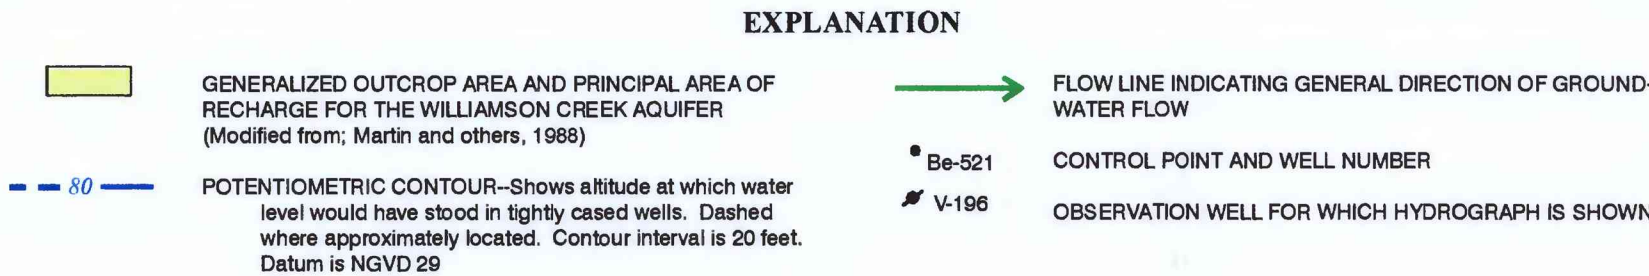 EXPLANATION
GENERALIZED OUTCROP AREA AND PRINCIPAL AREA OF
RECHARGE FOR THE WILLIAMSON CREEK AQUIFER
(Modified from; Martin and others, 1988)
80
POTENTIOMETRIC CONTOUR--Shows altitude at which water
level would have stood in tightly cased wells. Dashed
where approximately located. Contour interval is 20 feet.
Datum is NGVD 29
FLOW LINE INDICATING GENERAL DIRECTION OF GROUND-
WATER FLOW
Be-521
CONTROL POINT AND WELL NUMBER
V-196
OBSERVATION WELL FOR WHICH HYDROGRAPH IS SHOWN